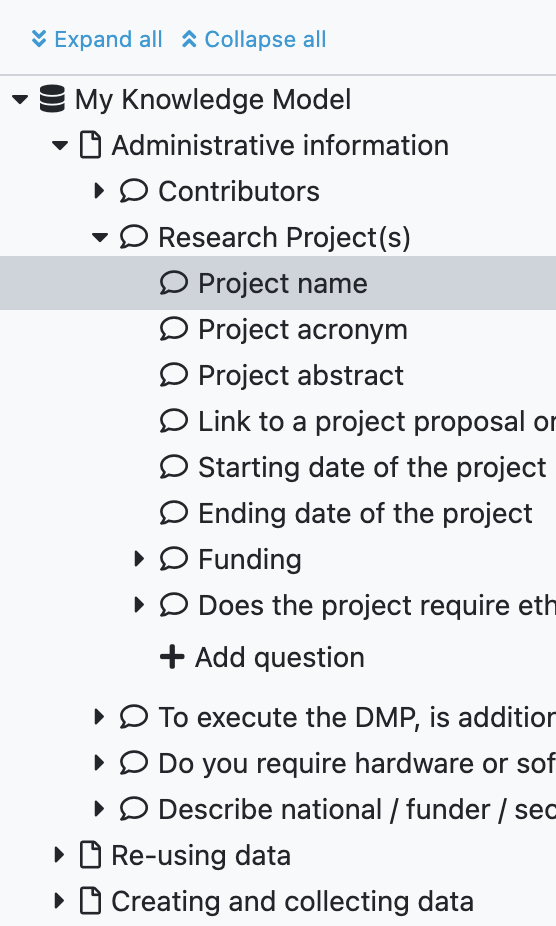 Expand all Collapse all
My Knowledge Model
Administrative information
Contributors
Research Project(s)
Project name
Project acronym
Project abstract
Link to a project proposal or
Starting date of the project
Ending date of the project
Funding
Does the project require eth
Add question
To execute the DMP, is addition
Do you require hardware or sof
Describe national / funder / sec
Re-using data
Creating and collecting data